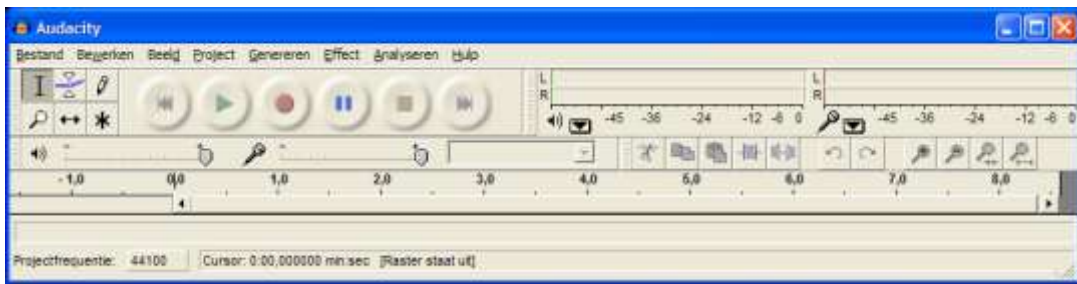 Audacity
Bestand Bewerken Beeld Project Genereren Effect Analyseren Hulp
L L
R R
-45 -36 -24 -12 -6 0 -45 -36 -24 -12 -6 0
- 1,0 0,0 1,0 2,0 3,0 4,0 5,0 6,0 7,0 8,0
Projectfrequentie: 44100 Cursor: 0:00,000000 min:sec [Raster staat uit]